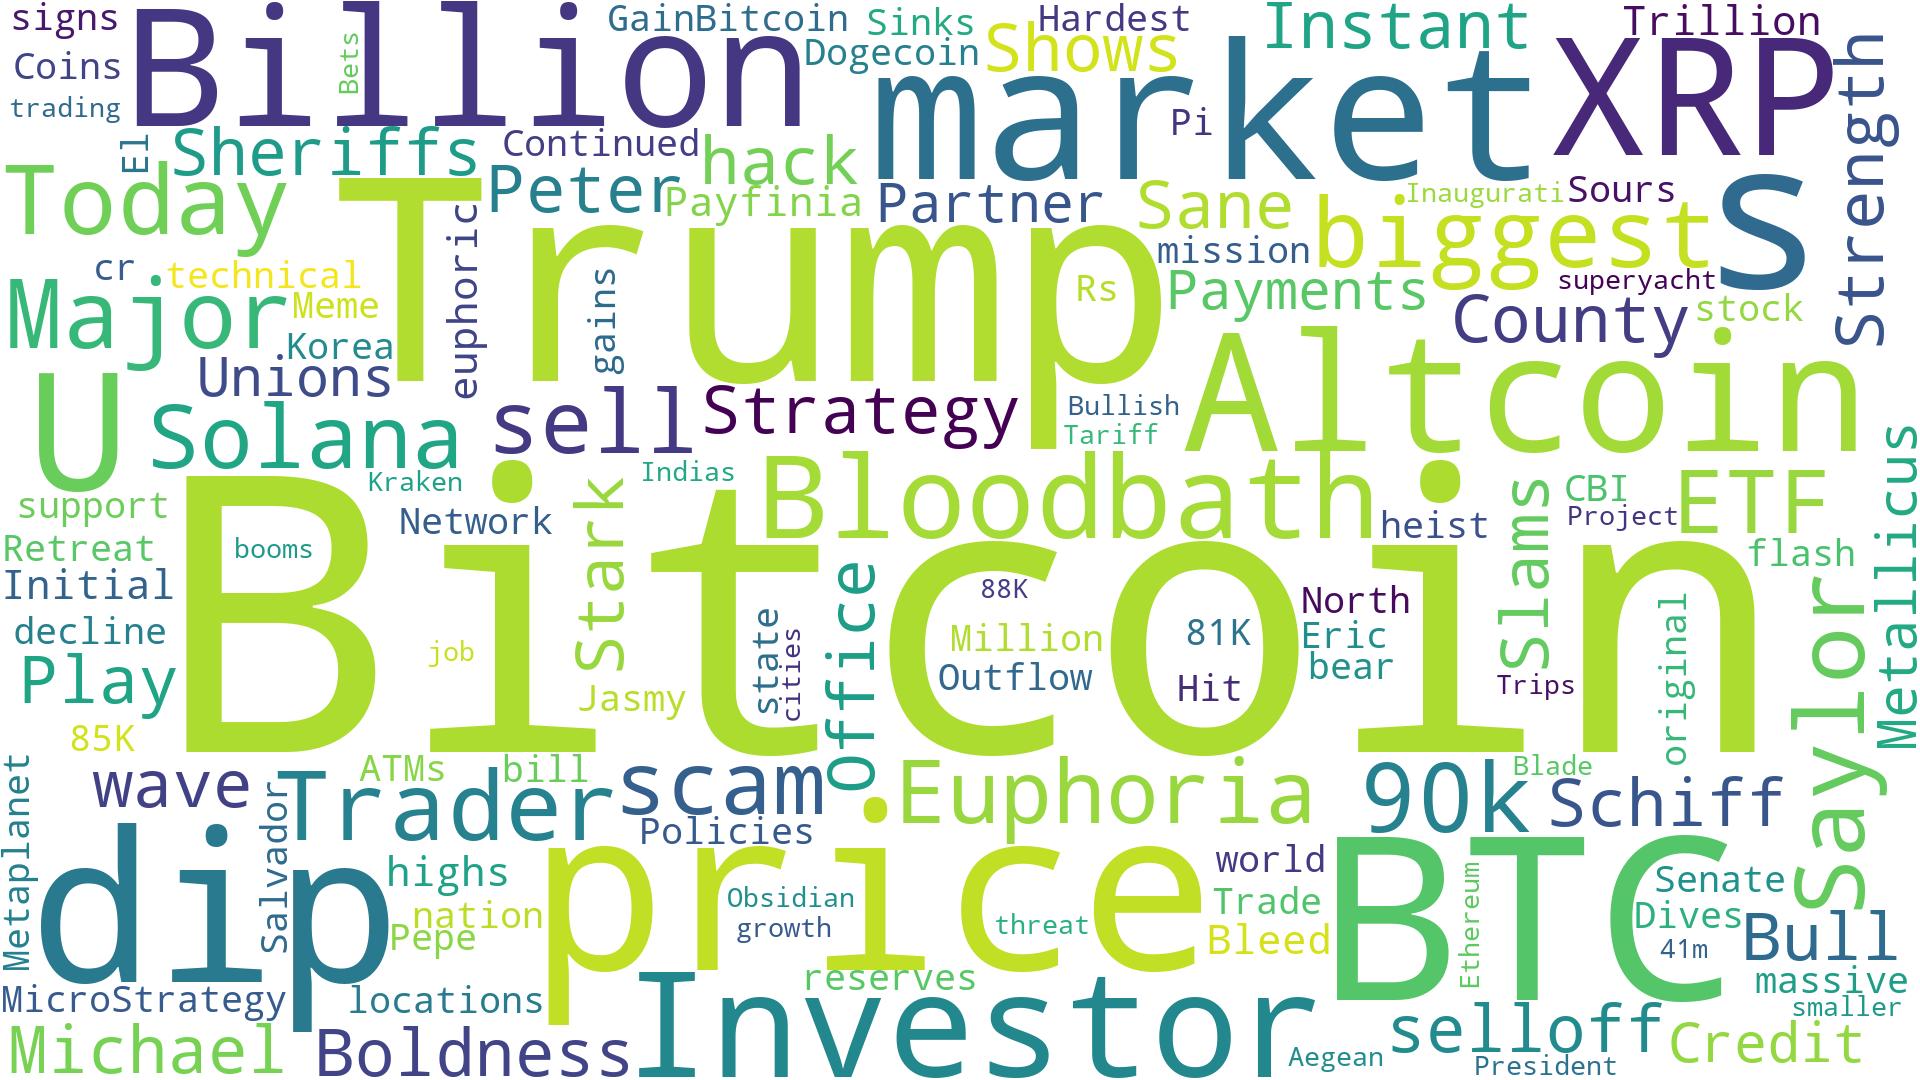 signs
Billion
Bets
GainBitcoin
Sinks
Hardest
Instant
Trillion
Coins
Dogecoin
Shows
market
XRP
Strength
trading
El
Sheriffs
Continued
hack
Pi
Today
Trump
Peter
Payfinia
Partner
Sane
Inaugurati
Sours
S
biggest
euphoric
cr
technical
gains
Rs
mission
superyacht
Major
Meme
Payments
County
stock
Korea
Unions
Altcoin
U
Solana
sell
Strategy
Bullish
Tariff
Metallicus
Kraken
Indias
Bloodbath
Slams
CBI
ETF
support
Network
Stark
heist
Project
Retreat
booms
Bitcoin
flash
Initial
Office
88K
North
Saylor
decline
job
state
cities
Million
81K
Eric
original
Play
Jasmy
Outflow
Hit
bear
Trips
85K
Metaplanet
wave
ATMs
bill
scam
Euphoria
90k
Blade
Schiff
Salvador
Trader
Policies
dip
highs
price
world
BTC
Ethereum
Senate
nation
Pepe
Obsidian
growth
threat
Trade
Bleed
Dives
41m
Bull
MicroStrategy
locations
reserves
massive
smaller
Michael
Boldness
Investor
Aegean
selloff
President
Credit